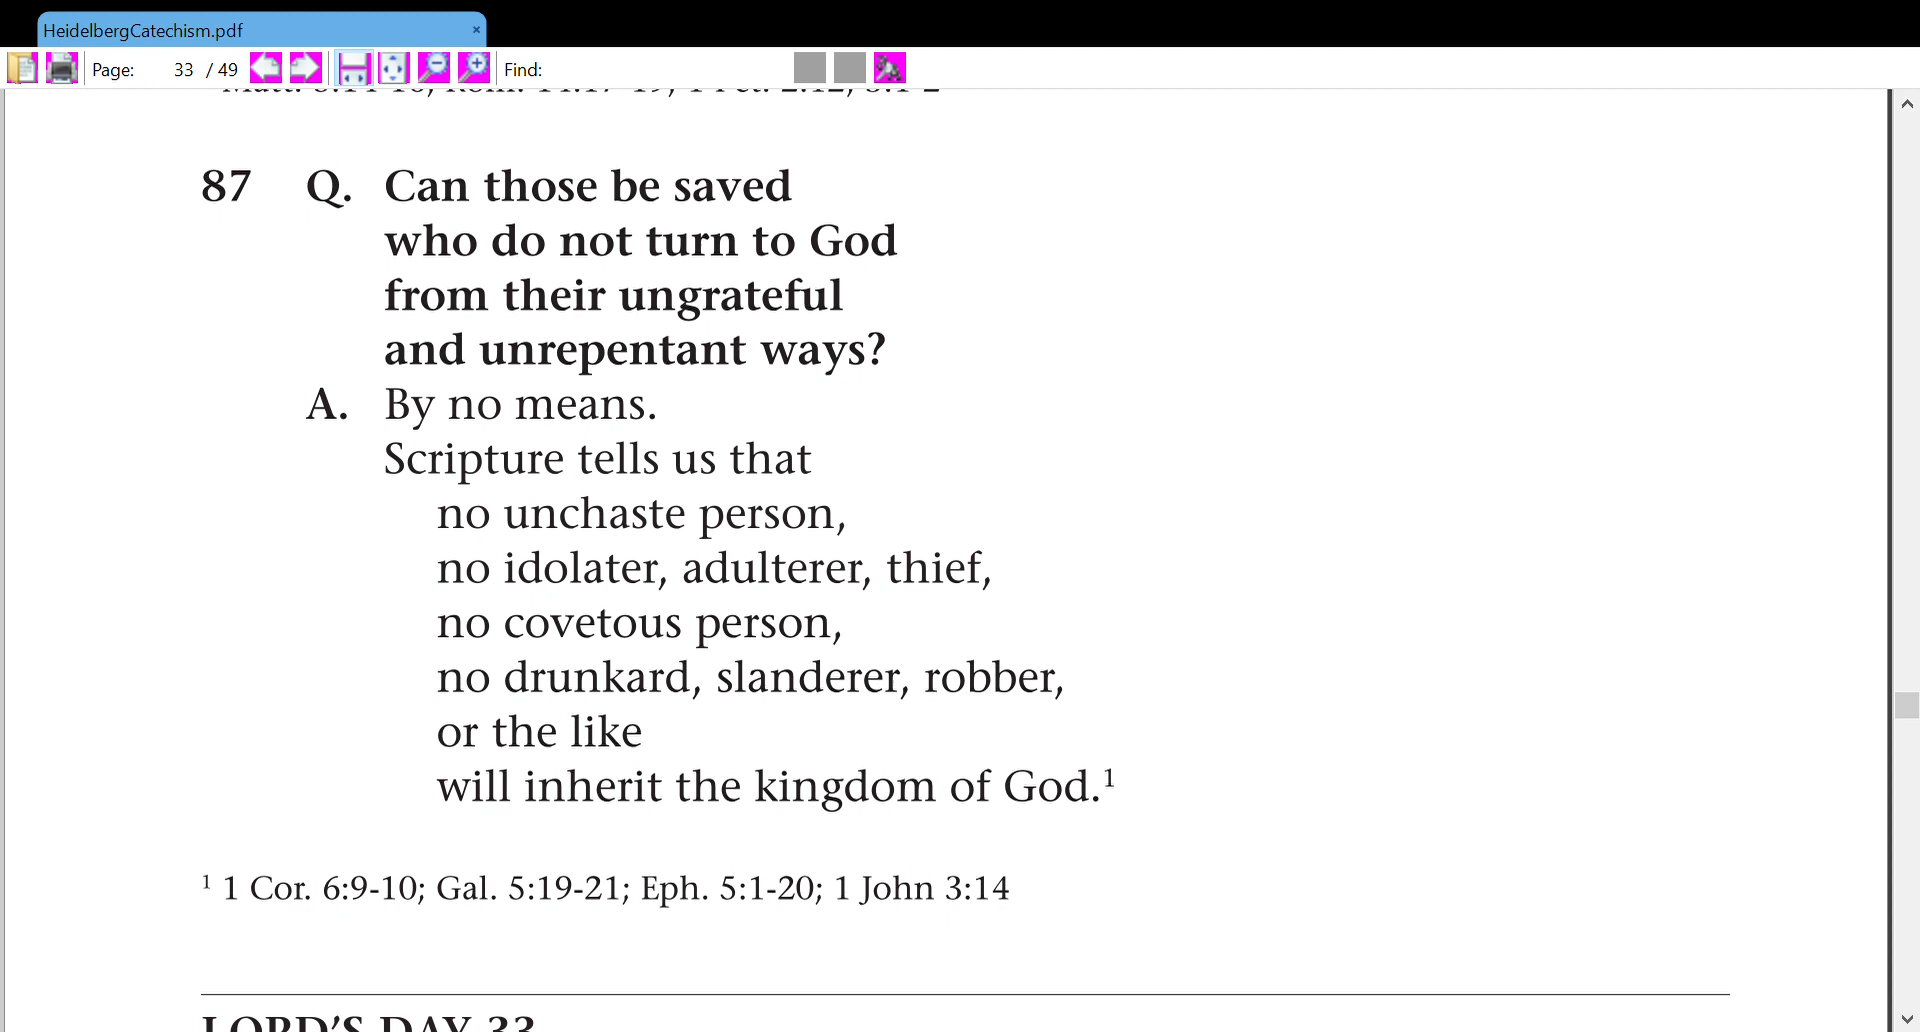 HeidelbergCatechism.pdf ×
Page: 33 / 49 Find:
87 Q. Can those be saved
who do not turn to God
from their ungrateful
and unrepentant ways?
A. By no means.
Scripture tells us that
no unchaste person,
no idolater, adulterer, thief,
no covetous person,
no drunkard, slanderer, robber,
or the like
will inherit the kingdom of God.¹
¹ 1 Cor. 6:9-10; Gal. 5:19-21; Eph. 5:1-20; 1 John 3:14
LORD’S DAY 33